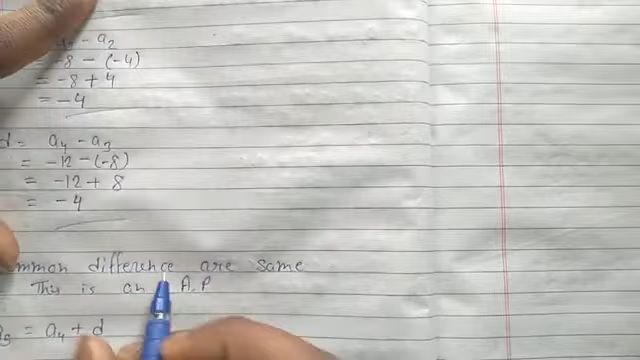 - a2
= -8 - (-4)
= -8 + 4
= -4
d = a4 - a3
= -12 - (-8)
= -12 + 8
= -4
difference are same
This is an A.P
= a4 + d